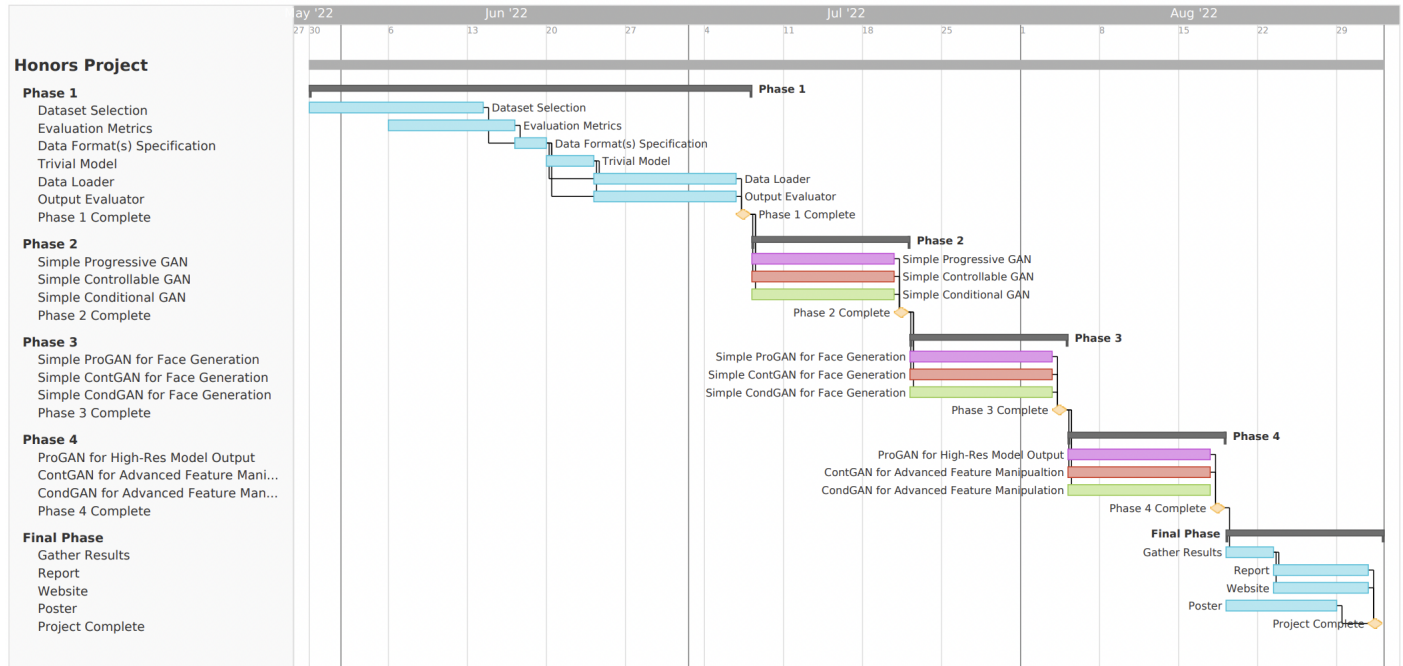 ay '22 Jun '22 Jul '22 Aug '22
27 30 6 13 20 27 4 11 18 25 1 8 15 22 29
Honors Project
Phase 1 Phase 1
Dataset Selection Dataset Selection
Evaluation Metrics Evaluation Metrics
Data Format(s) Specification Data Format(s) Specification
Trivial Model Trivial Model
Data Loader Data Loader
Output Evaluator Output Evaluator
Phase 1 Complete Phase 1 Complete
Phase 2 Phase 2
Simple Progressive GAN Simple Progressive GAN
Simple Controllable GAN Simple Controllable GAN
Simple Conditional GAN Simple Conditional GAN
Phase 2 Complete Phase 2 Complete
Phase 3 Phase 3
Simple ProGAN for Face Generation Simple ProGAN for Face Generation
Simple ContGAN for Face Generation Simple ContGAN for Face Generation
Simple CondGAN for Face Generation Simple CondGAN for Face Generation
Phase 3 Complete Phase 3 Complete
Phase 4 Phase 4
ProGAN for High-Res Model Output ProGAN for High-Res Model Output
ContGAN for Advanced Feature Mani... ContGAN for Advanced Feature Manipualtion
CondGAN for Advanced Feature Man... CondGAN for Advanced Feature Manipulation
Phase 4 Complete Phase 4 Complete
Final Phase Final Phase
Gather Results Gather Results
Report Report
Website Website
Poster Poster
Project Complete Project Complete